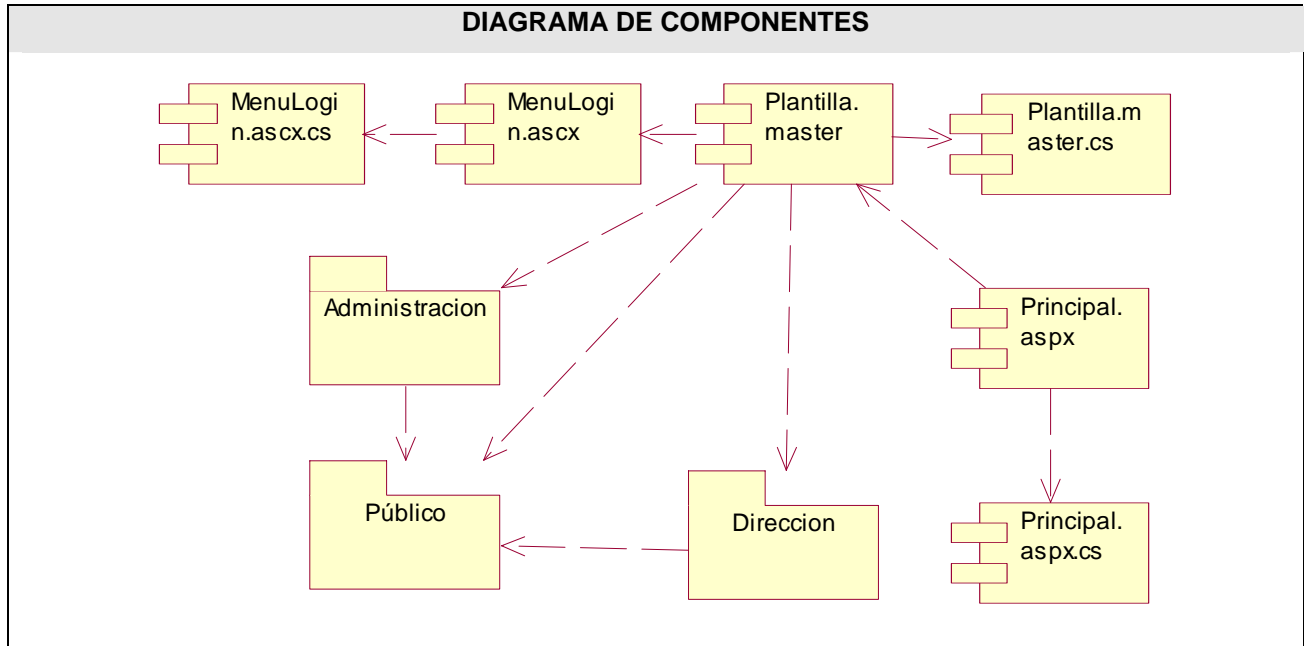 DIAGRAMA DE COMPONENTES
MenuLogi
n.ascx.cs
MenuLogi
n.ascx
Plantilla.
master
Plantilla.m
aster.cs
Administracion
Principal.
aspx
Público
Direccion
Principal.
aspx.cs